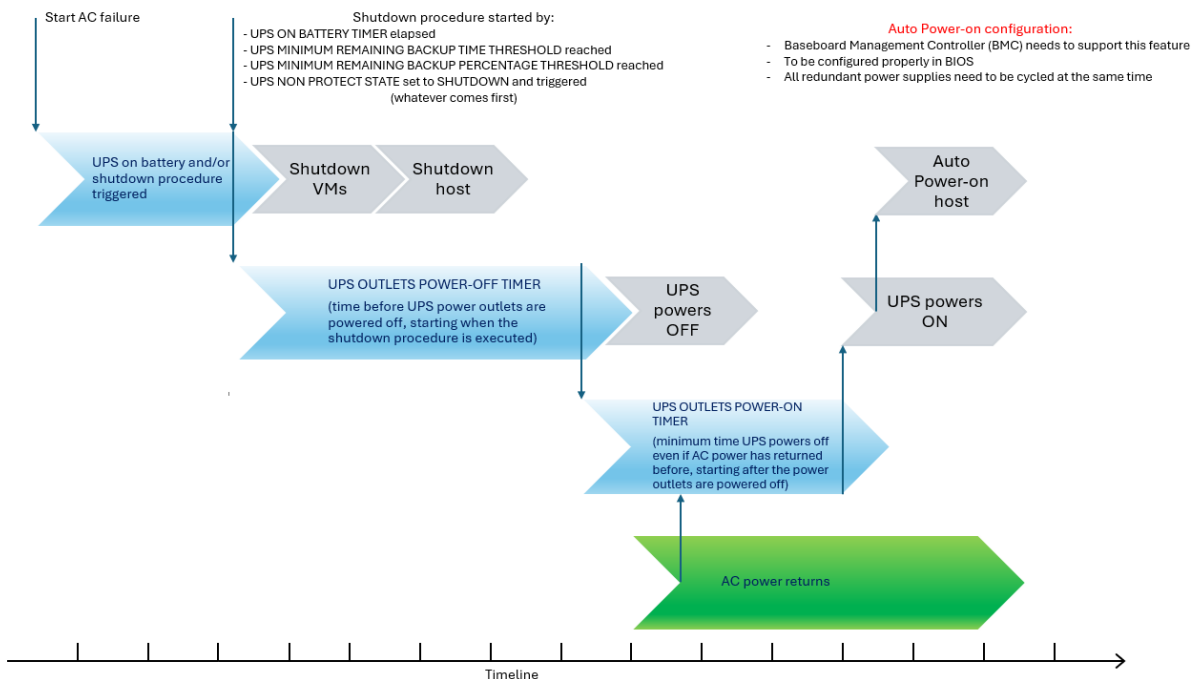 Start AC failure
Shutdown procedure started by:
- UPS ON BATTERY TIMER elapsed
- UPS MINIMUM REMAINING BACKUP TIME THRESHOLD reached
- UPS MINIMUM REMAINING BACKUP PERCENTAGE THRESHOLD reached
- UPS NON PROTECT STATE set to SHUTDOWN and triggered
(whatever comes first)
Auto Power-on configuration:
- Baseboard Management Controller (BMC) needs to support this feature
- To be configured properly in BIOS
- All redundant power supplies need to be cycled at the same time
UPS on battery and/or
shutdown procedure
triggered
Shutdown
VMs
Shutdown
host
Auto
Power-on
host
UPS OUTLETS POWER-OFF TIMER
(time before UPS power outlets are
powered off, starting when the
shutdown procedure is executed)
UPS
powers
OFF
UPS powers
ON
UPS OUTLETS POWER-ON
TIMER
(minimum time UPS powers off
even if AC power has returned
before, starting after the power
outlets are powered off)
AC power returns
Timeline